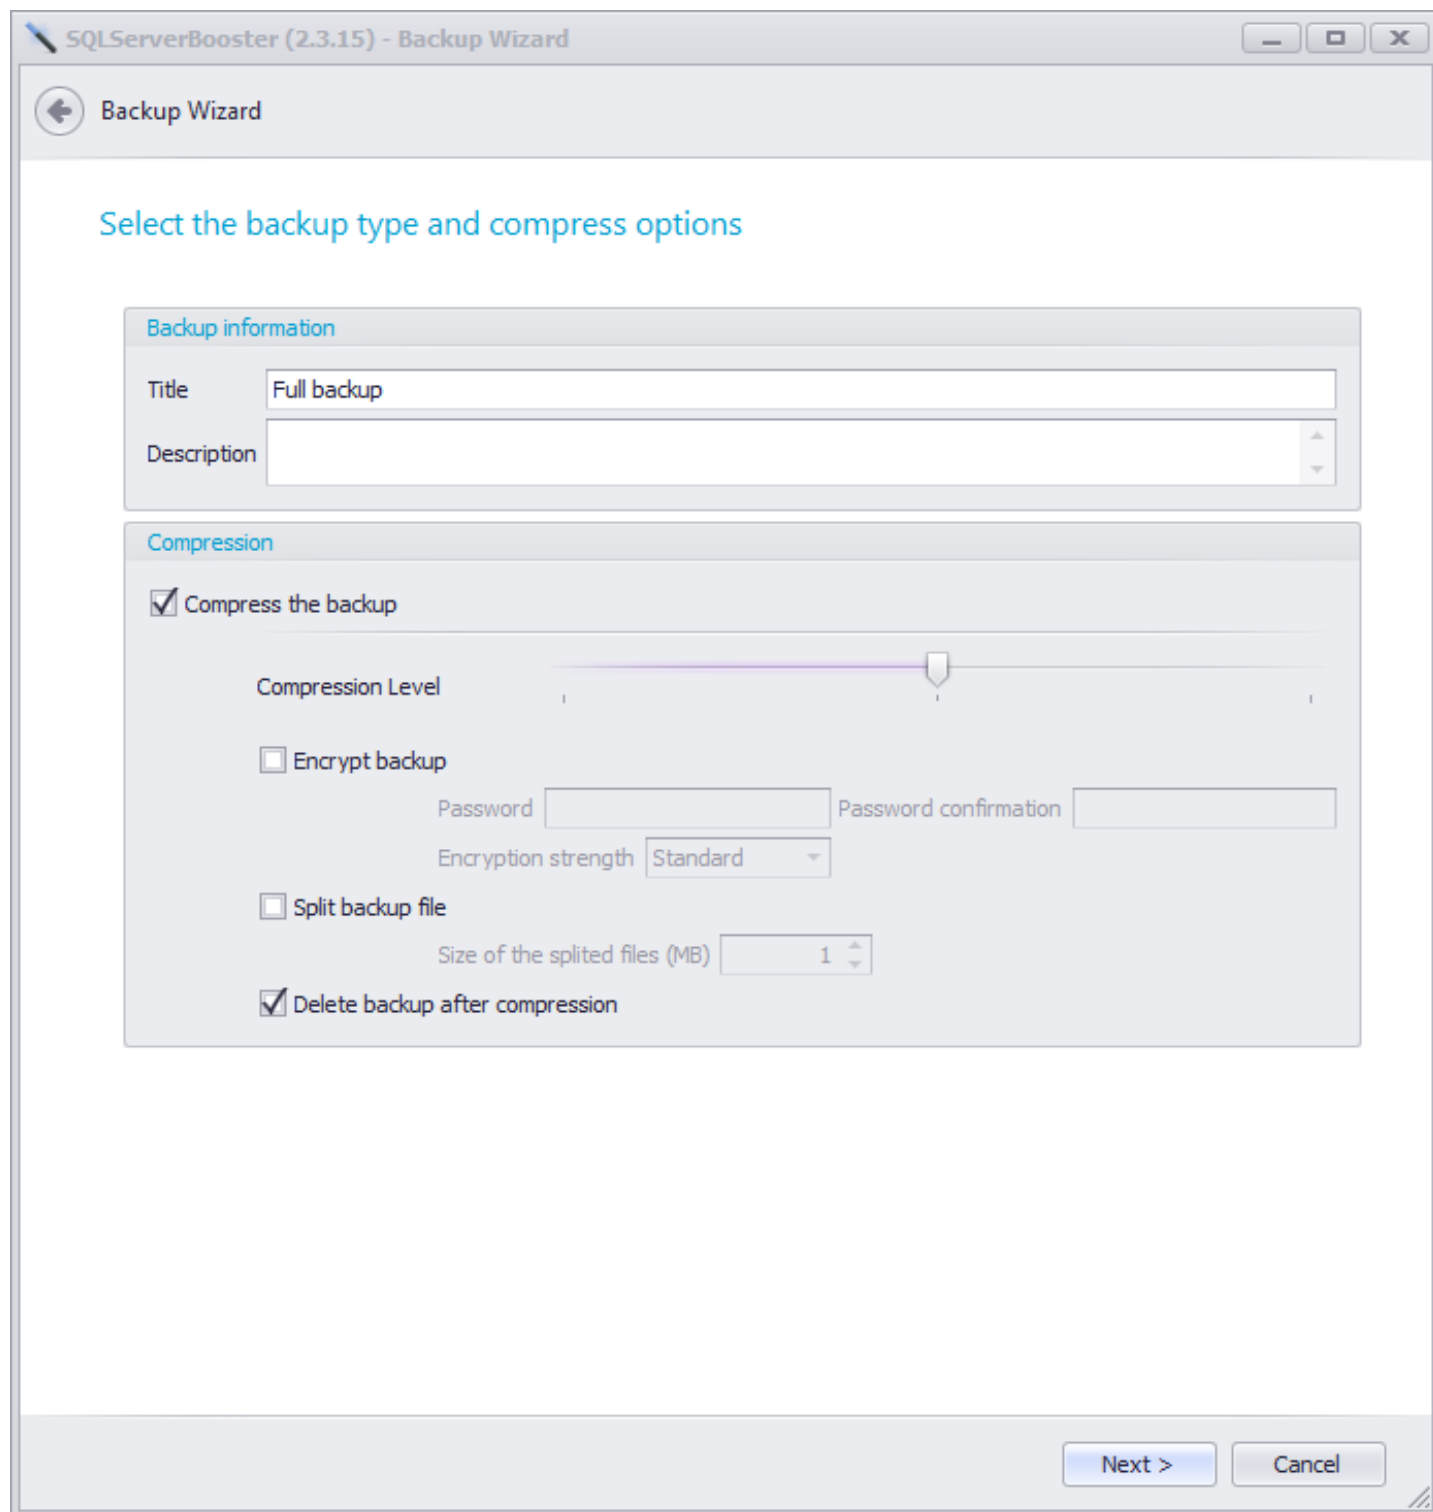 SQLServerBooster (2.3.15) - Backup Wizard
Backup Wizard
Select the backup type and compress options
Backup information
Title Full backup
Description
Compression
Compress the backup
Compression Level
Encrypt backup
Password Password confirmation
Encryption strength Standard
Split backup file
Size of the splited files (MB) 1
Delete backup after compression
Next > Cancel